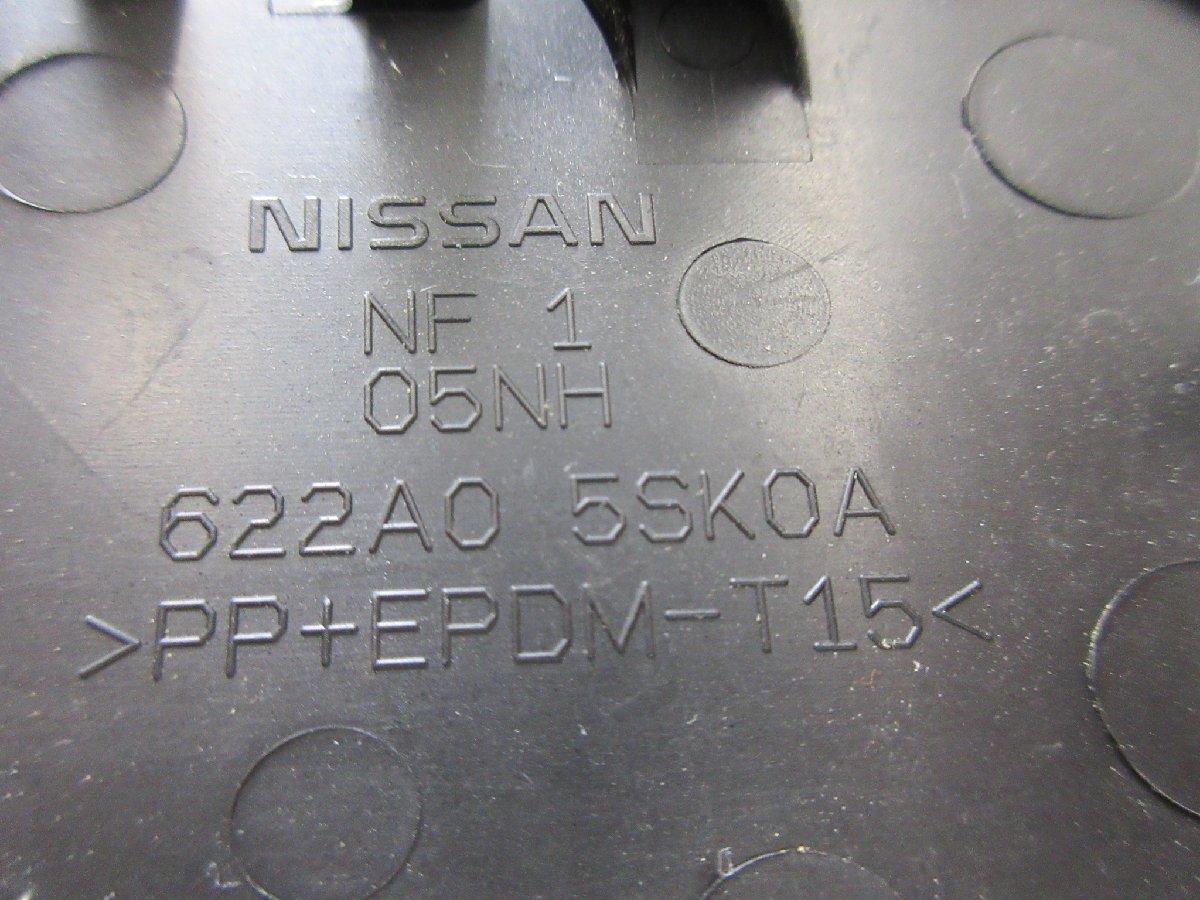 NISSAN
NF 1
05NH
622A0 5SK0A
>PP+EPDM-T15<